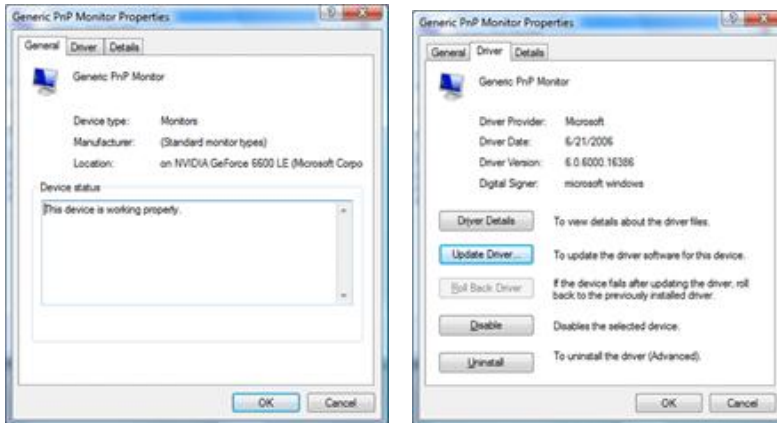 Generic PnP Monitor Properties
General Driver Details
Generic PnP Monitor
Device type: Monitors
Manufacturer: (Standard monitor types)
Location: on NVIDIA GeForce 6600 LE (Microsoft Corpo
Device status
This device is working properly.
OK Cancel
Generic PnP Monitor Properties
General Driver Details
Generic PnP Monitor
Driver Provider: Microsoft
Driver Date: 6/21/2006
Driver Version: 6.0.6000.16386
Digital Signer: microsoft windows
Driver Details To view details about the driver files.
Update Driver... To update the driver software for this device.
Roll Back Driver If the device fails after updating the driver, roll
back to the previously installed driver.
Disable Disables the selected device.
Uninstall To uninstall the driver (Advanced).
OK Cancel